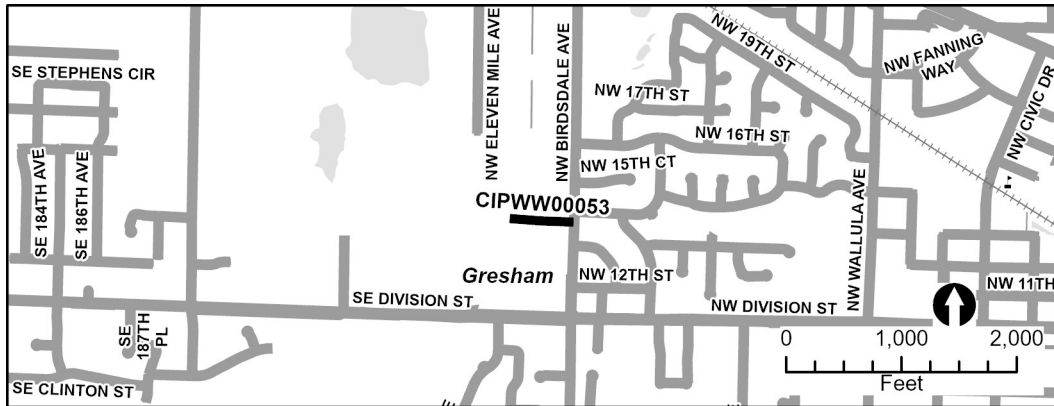 NW 19TH ST
NW FANNING
WAY
SE STEPHENS CIR
NW ELEVEN MILE AVE
NW BIRDSDALE AVE
NW CIVIC DR
NW 17TH ST
NW 16TH ST
NW 15TH CT
SE 184TH AVE
SE 186TH AVE
CIPWW00053
NW WALLULA AVE
Gresham
NW 12TH ST
NW 11TH
SE DIVISION ST
NW DIVISION ST
SE
187TH
PL
0 1,000 2,000
Feet
SE CLINTON ST